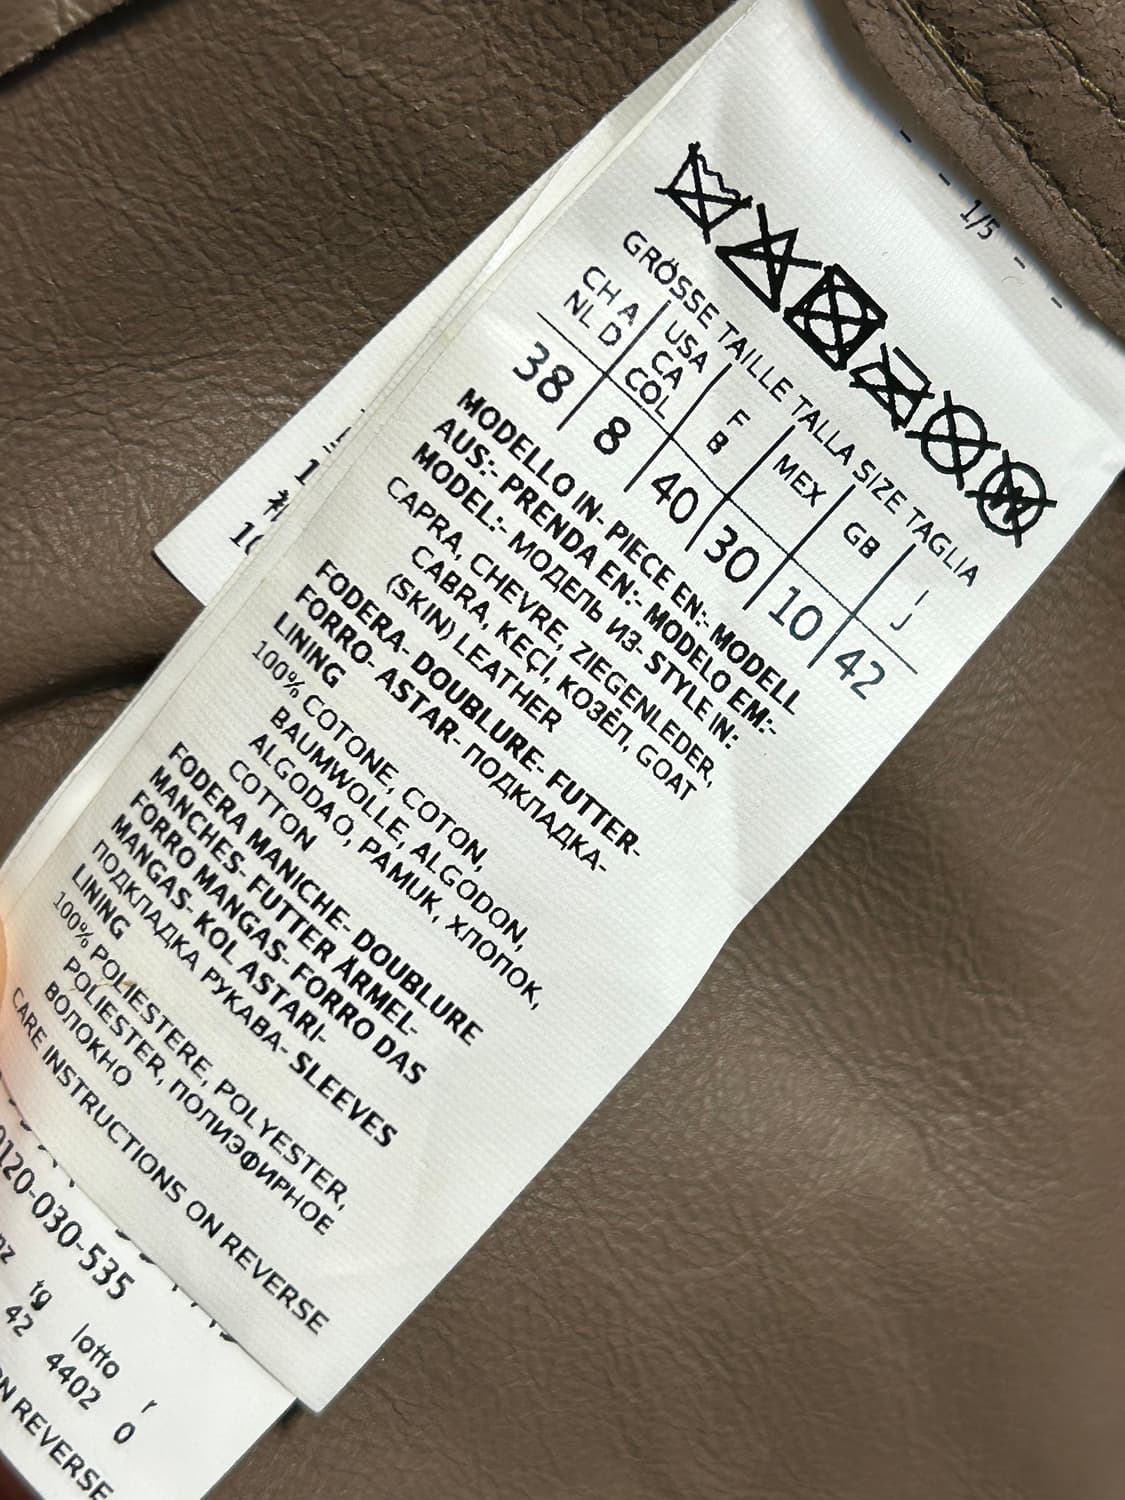 1/5
GRÖSSE TAILLE TALLA SIZE TAGLIA
CH A NL D | USA CA COL | F B | MEX | GB | I J
38 | 8 | 40 | 30 | 10 | 42
MODELLO IN- PIECE EN:- MODELL
AUS:- PRENDA EN:- MODELO EM:-
MODEL:- МОДЕЛЬ ИЗ- STYLE IN:
CAPRA, CHEVRE, ZIEGENLEDER,
CABRA, KEÇİ, КОЗЁЛ, GOAT
(SKIN) LEATHER
FODERA- DOUBLURE- FUTTER-
FORRO- ASTAR- ПОДКЛАДКА-
LINING
100% COTONE, COTON,
BAUMWOLLE, ALGODON,
ALGODAO, PAMUK, ХЛОПОК,
COTTON
FODERA MANICHE- DOUBLURE
MANCHES- FUTTER ÄRMEL-
FORRO MANGAS- FORRO DAS
MANGAS- KOL ASTARI-
ПОДКЛАДКА РУКАВА- SLEEVES
LINING
100% POLIESTERE, POLYESTER,
POLIESTER, ПОЛИЭФИРНОЕ
ВОЛОКНО
CARE INSTRUCTIONS ON REVERSE
0120-030-535
tg lotto r
42 4402 0
REVERSE